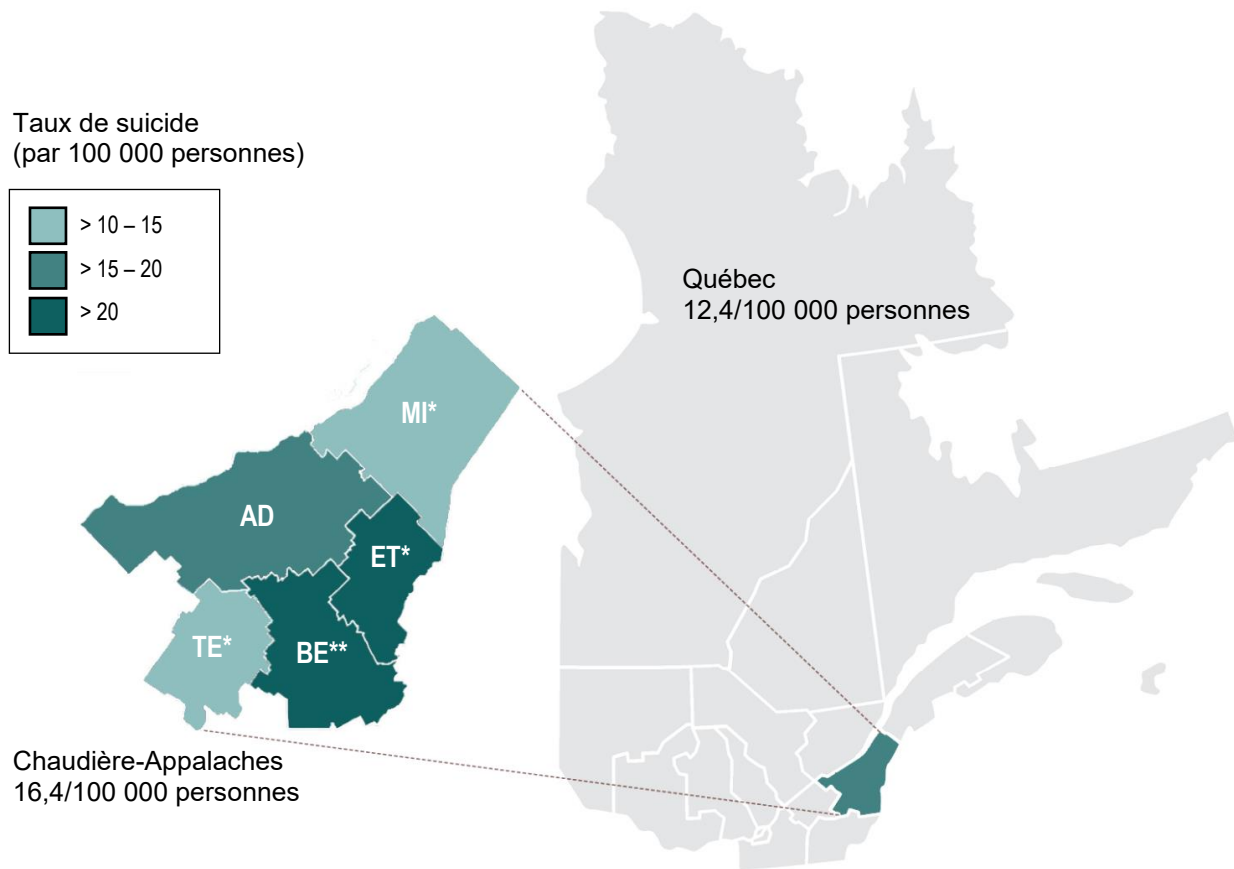 Taux de suicide
(par 100 000 personnes)
> 10 – 15
> 15 – 20
> 20
Québec
12,4/100 000 personnes
MI*
AD
ET*
TE*
BE**
Chaudière-Appalaches
16,4/100 000 personnes